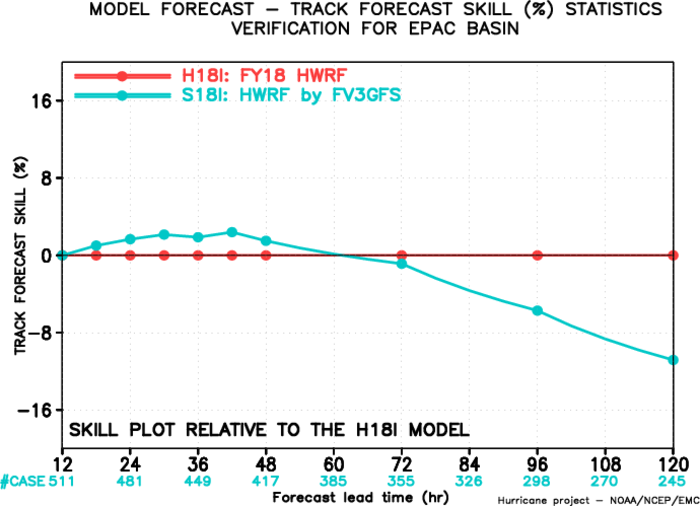 MODEL FORECAST – TRACK FORECAST SKILL (%) STATISTICS
VERIFICATION FOR EPAC BASIN
H18I: FY18 HWRF
S18I: HWRF by FV3GFS
TRACK FORECAST SKILL (%)
16
8
0
-8
-16
SKILL PLOT RELATIVE TO THE H18I MODEL
12 24 36 48 60 72 84 96 108 120
#CASE 511 481 449 417 385 355 326 298 270 245
Forecast lead time (hr)
Hurricane project – NOAA/NCEP/EMC